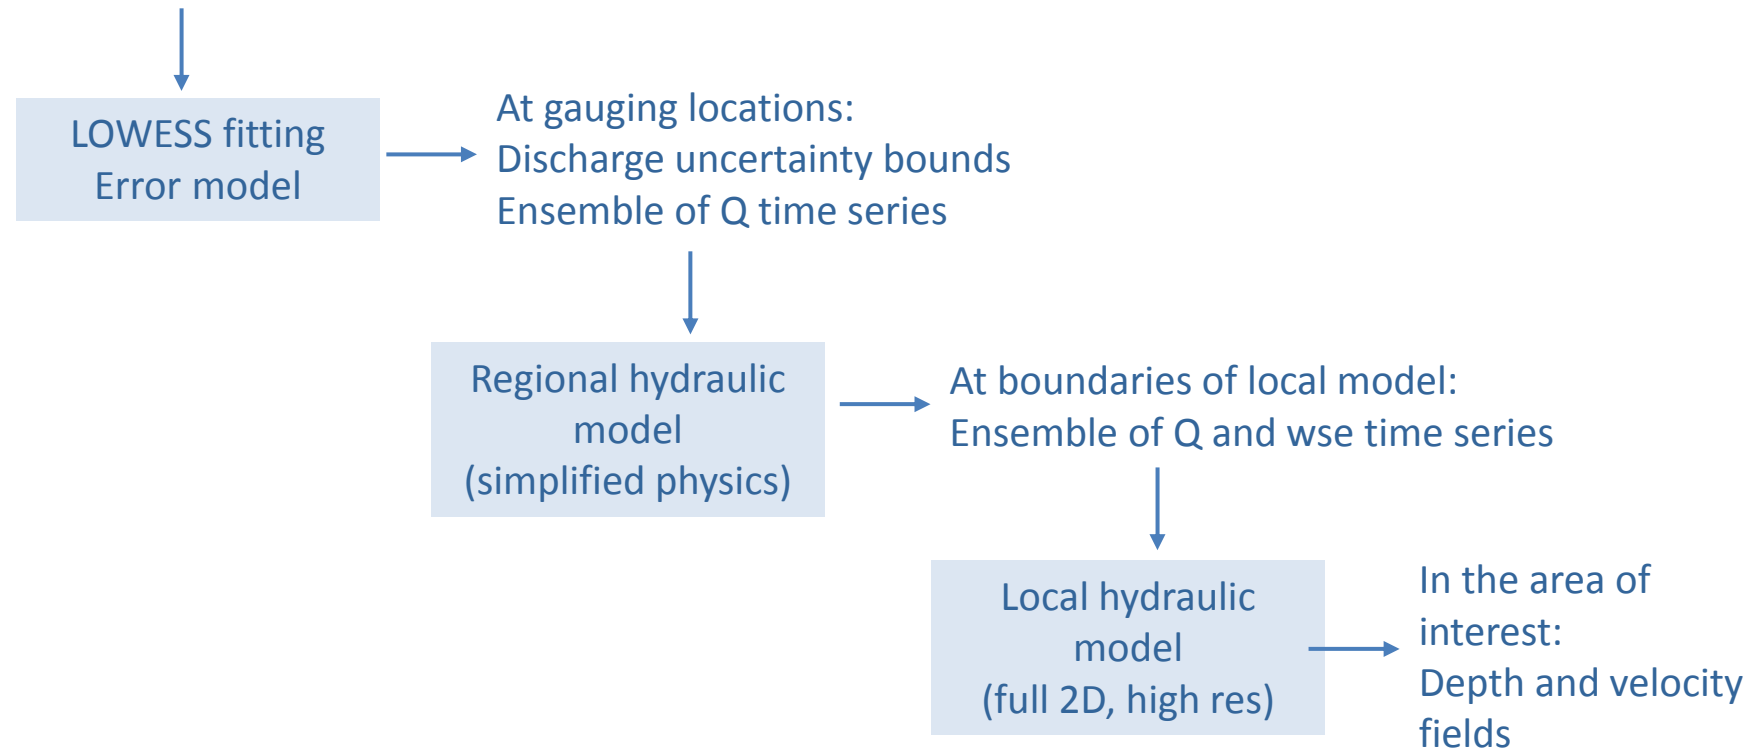 LOWESS fitting
Error model
At gauging locations:
Discharge uncertainty bounds
Ensemble of Q time series
Regional hydraulic
model
(simplified physics)
At boundaries of local model:
Ensemble of Q and wse time series
Local hydraulic
model
(full 2D, high res)
In the area of
interest:
Depth and velocity
fields